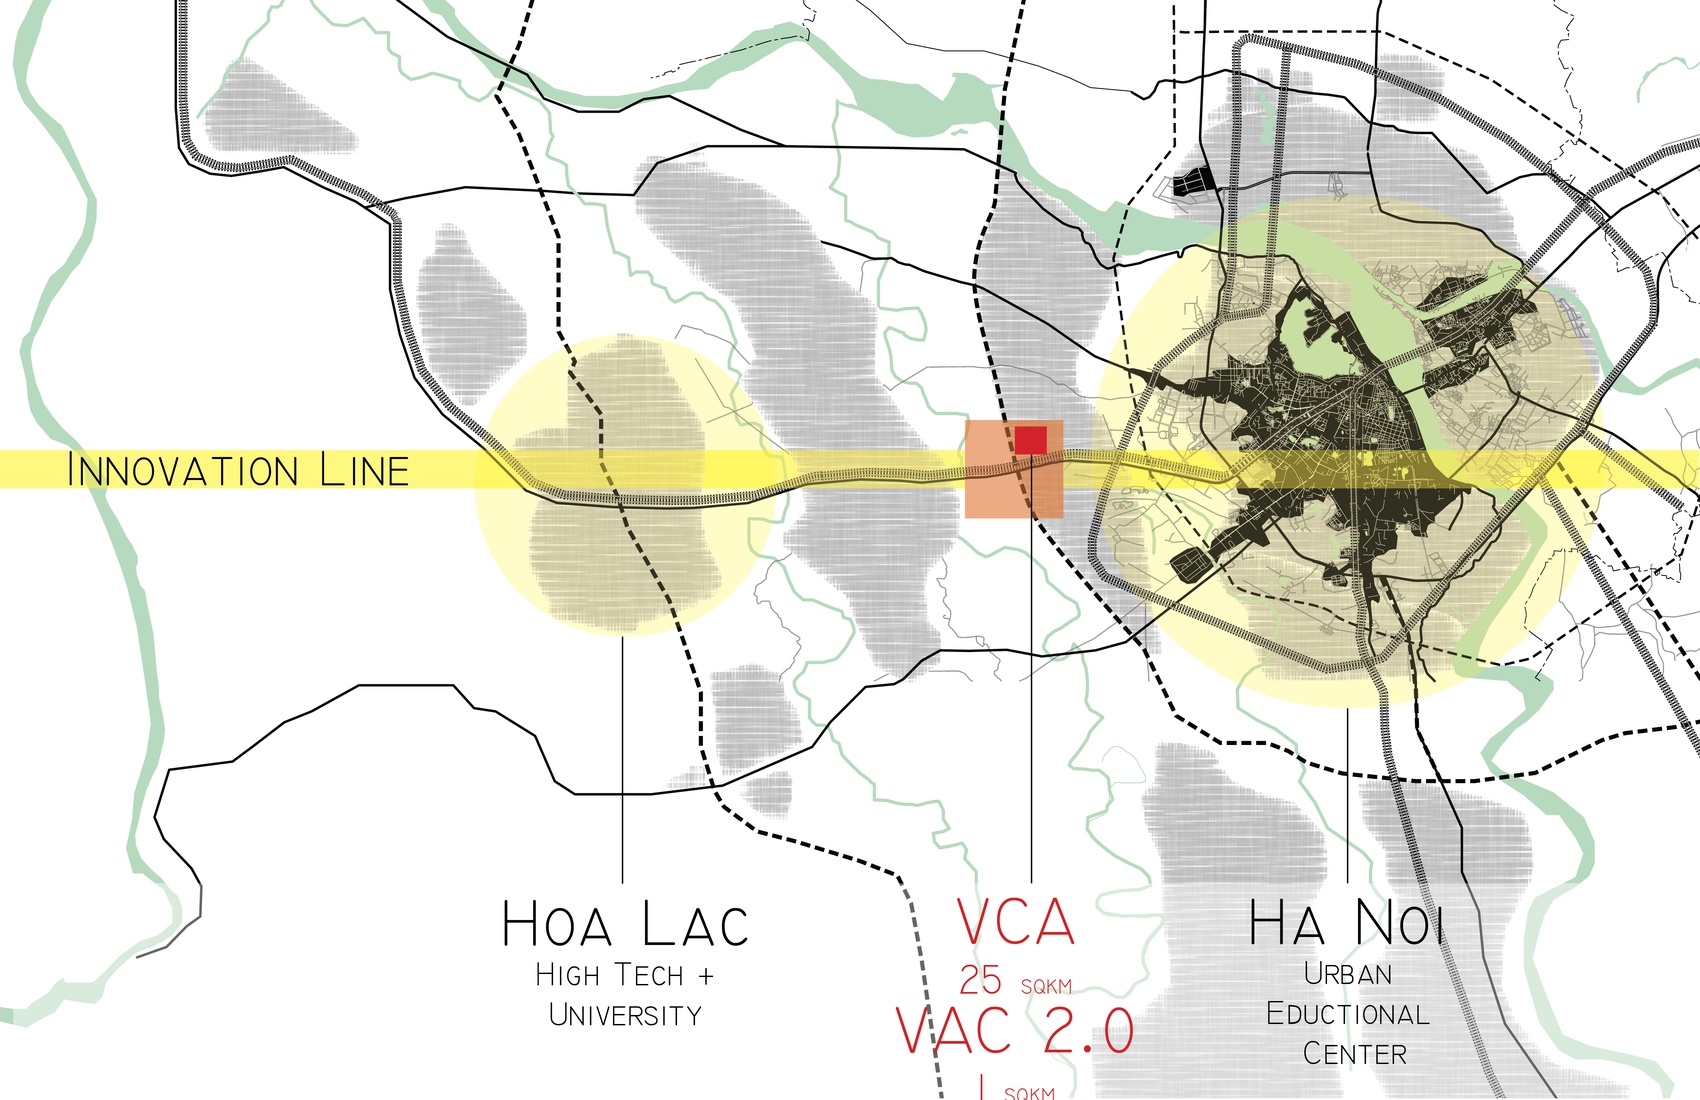 INNOVATION LINE
HOA LAC
HIGH TECH +
UNIVERSITY
VCA
25 SQKM
VAC 2.0
1 SQKM
HA NOI
URBAN
EDUCTIONAL
CENTER